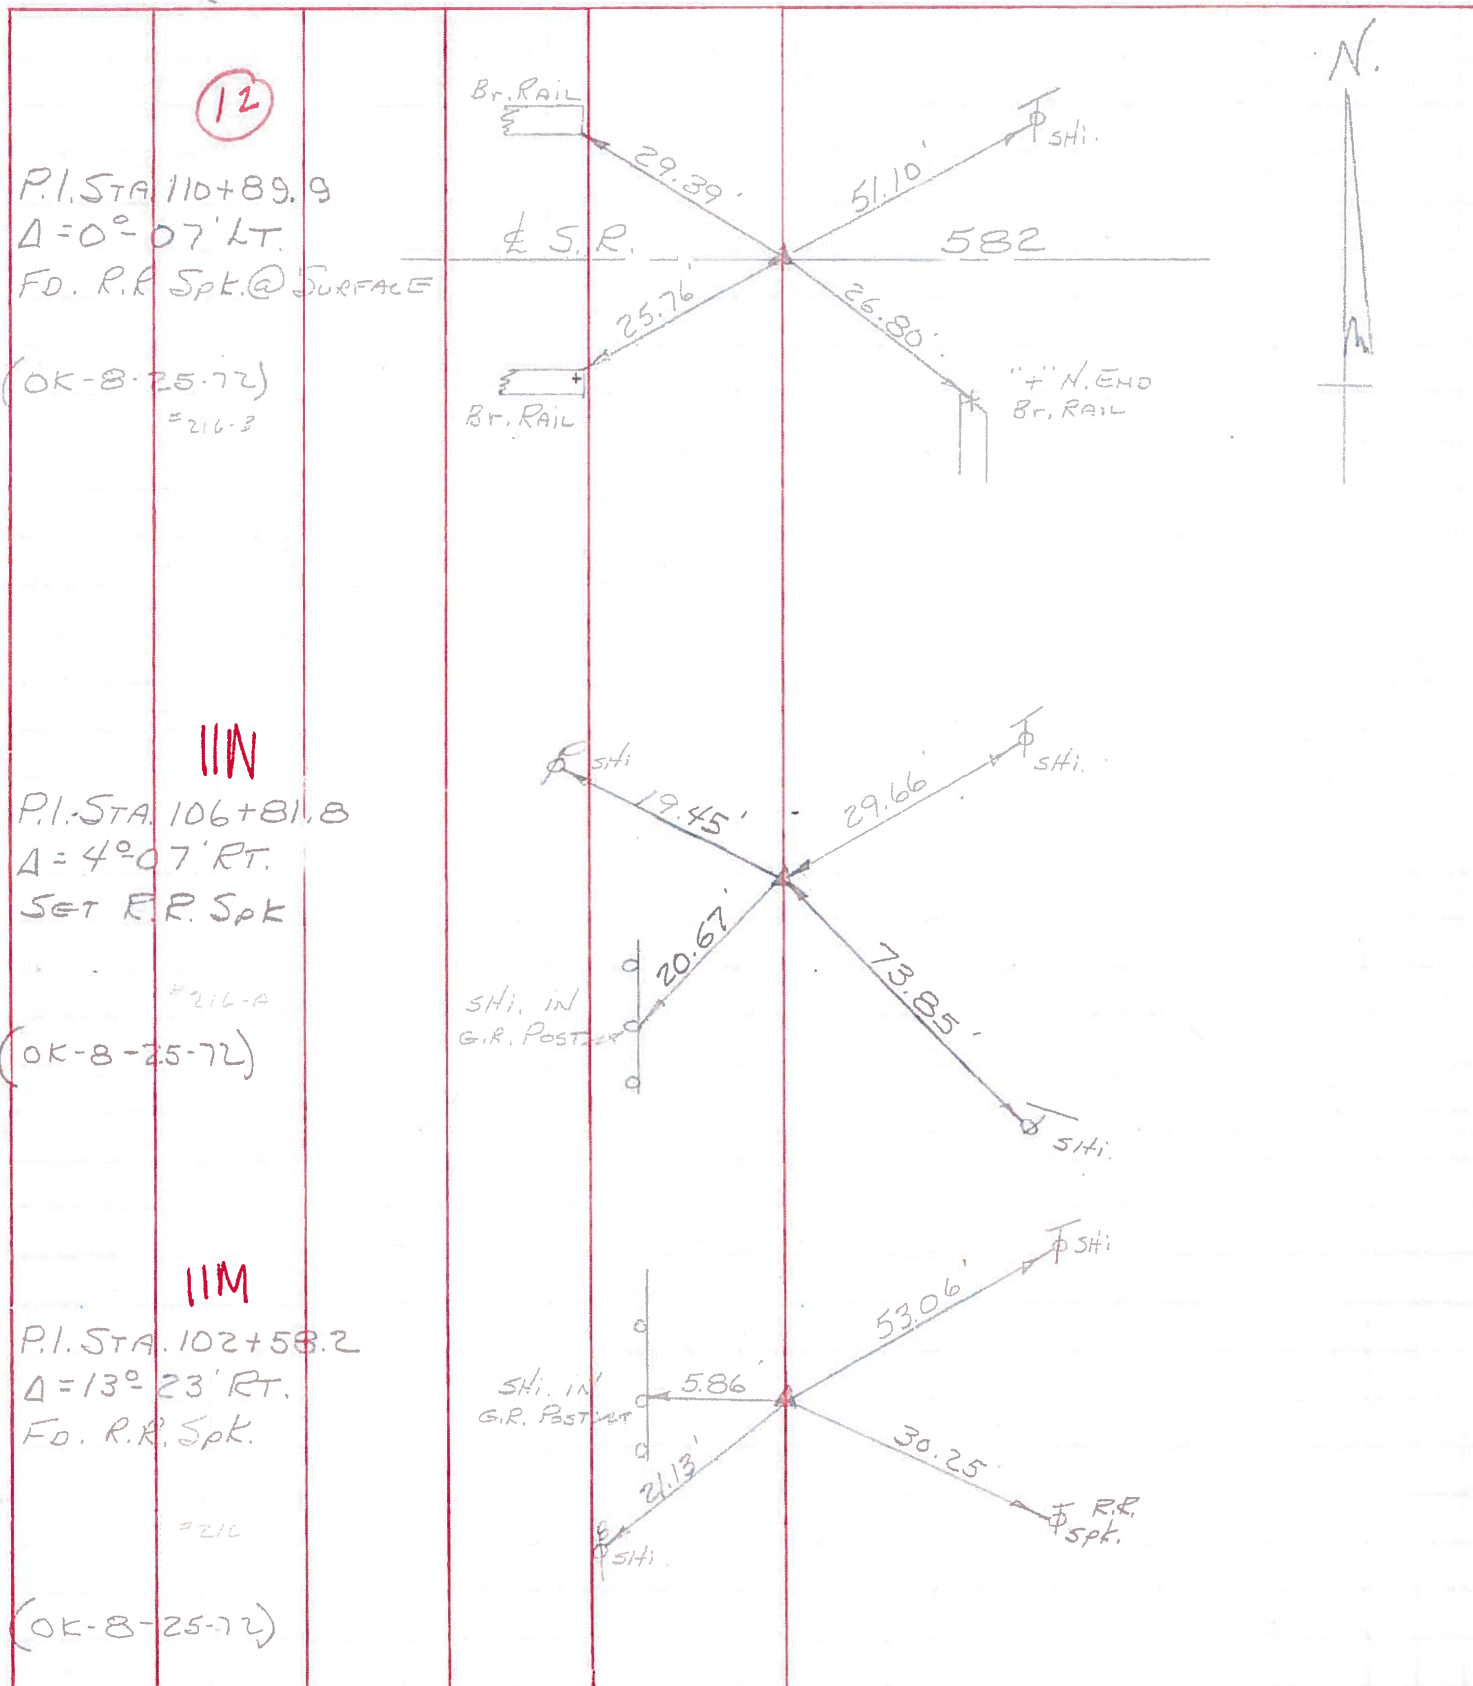 12
N.
Br. RAIL
29.39'
51.10'
SHi.
P.I. STA. 110+89.9
Δ = 0°-07' LT.
FD. R.R. Spk. @ SURFACE
℄ S.R. 582
25.76'
26.80'
(OK-8-25-72)
#216-B
Br. RAIL
"+" N. END
Br. RAIL
11N
SHi
19.45'
29.66'
SHi.
P.I. STA. 106+81.8
Δ = 4°-07' RT.
SET R.R. Spk
20.67'
73.85'
#216-A
SHi. IN
G.R. POST
(OK-8-25-72)
SHi.
11M
SHi
53.06'
P.I. STA. 102+58.2
Δ = 13°-23' RT.
FD. R.R. Spk.
SHi. IN
G.R. POST
5.86'
21.13'
30.25'
R.R.
Spk.
SHi.
(OK-8-25-72)